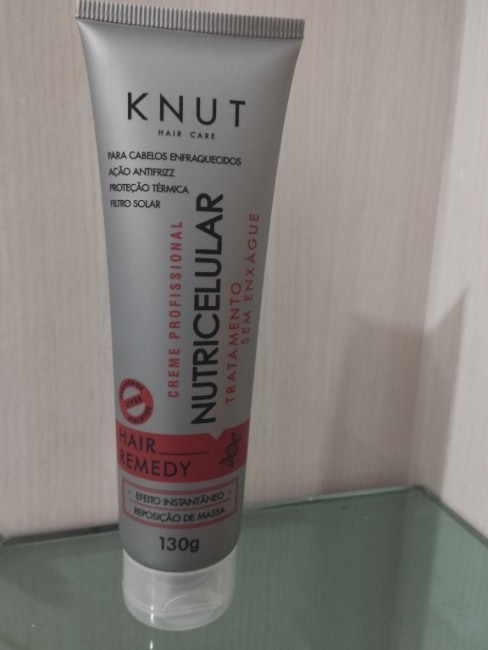 KNUT
HAIR CARE
PARA CABELOS ENFRAQUECIDOS
AÇÃO ANTIFRIZZ
PROTEÇÃO TÉRMICA
FILTRO SOLAR
CREME PROFISSIONAL
NUTRICELULAR
TRATAMENTO
SEM ENXÁGUE
HAIR
REMEDY
EFEITO INSTANTÂNEO
REPOSIÇÃO DE MASSA
130g